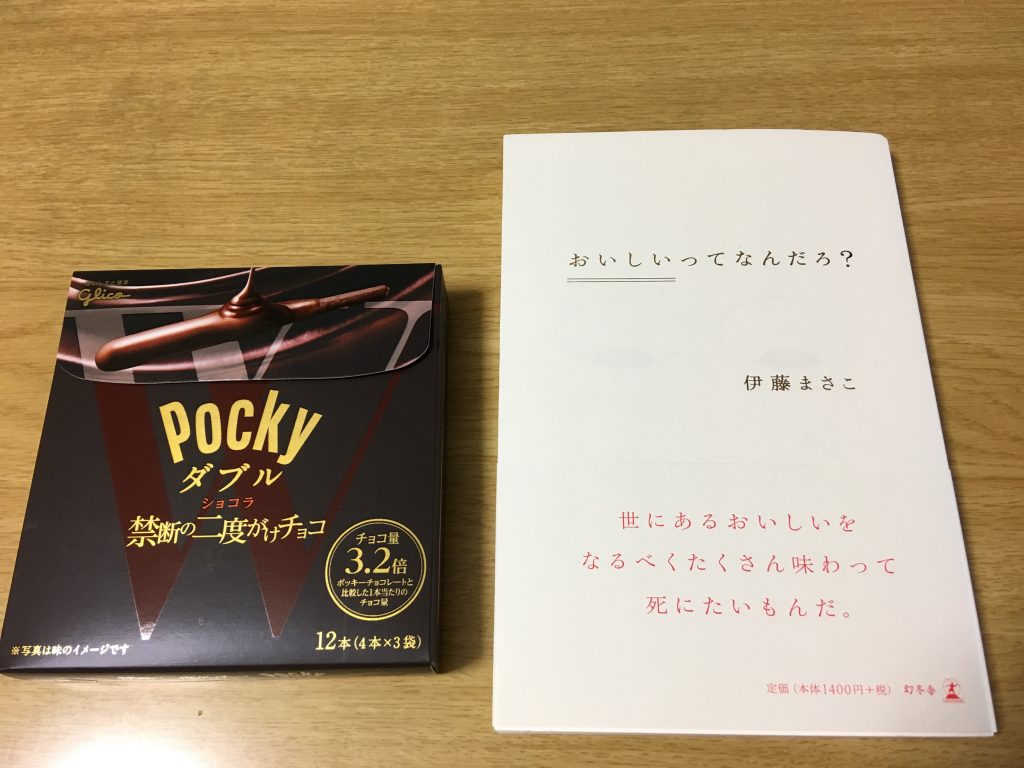 glico
Pocky
ダブル
ショコラ
禁断の二度がけチョコ
チョコ量
3.2倍
ポッキーチョコレートと
比較した1本当たりの
チョコ量
12本(4本×3袋)
※写真は味のイメージです
Pocky
おいしいってなんだろ?
伊藤まさこ
世にあるおいしいを
なるべくたくさん味わって
死にたいもんだ。
定価(本体1400円+税) 幻冬舎